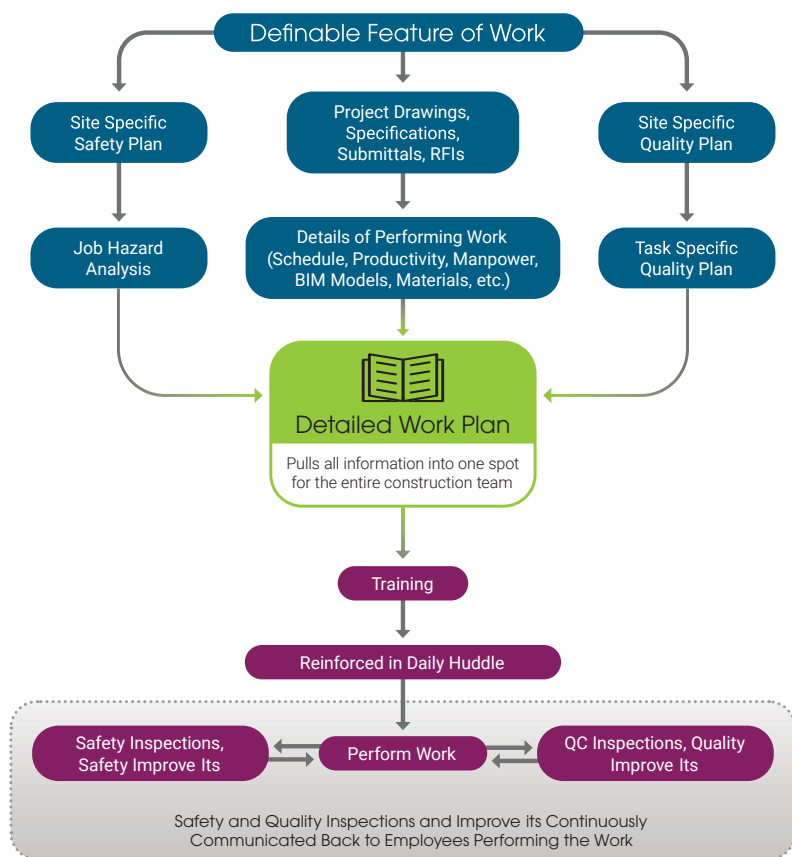 Definable Feature of Work
Site Specific
Safety Plan
Project Drawings,
Specifications,
Submittals, RFIs
Site Specific
Quality Plan
Job Hazard
Analysis
Details of Performing Work
(Schedule, Productivity, Manpower,
BIM Models, Materials, etc.)
Task Specific
Quality Plan
Detailed Work Plan
Pulls all information into one spot
for the entire construction team
Training
Reinforced in Daily Huddle
Safety Inspections,
Safety Improve Its
Perform Work
QC Inspections, Quality
Improve Its
Safety and Quality Inspections and Improve its Continuously
Communicated Back to Employees Performing the Work